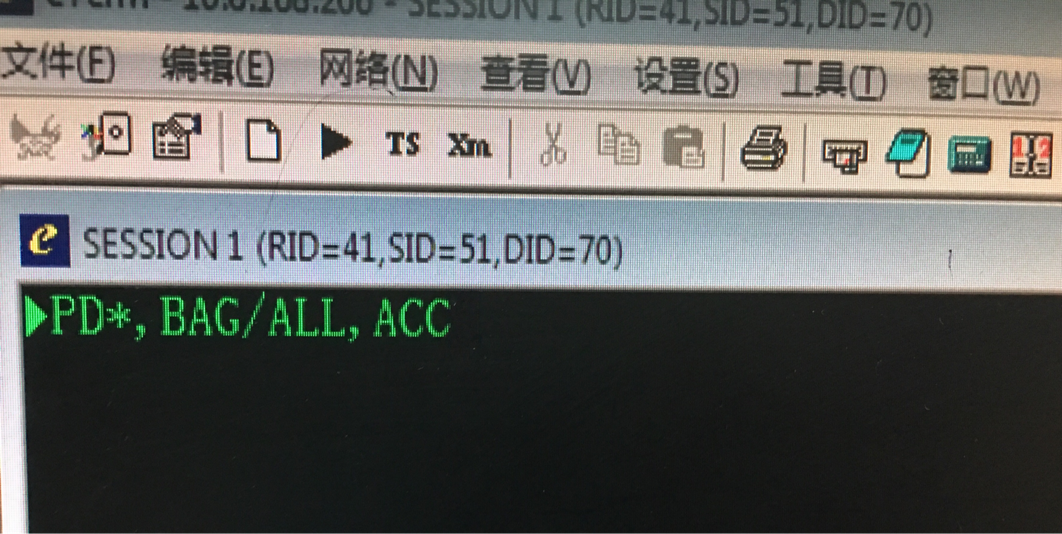 SESSION 1 (RID=41,SID=51,DID=70)
文件(F) 编辑(E) 网络(N) 查看(V) 设置(S) 工具(T) 窗口(W)
TS Xm
e SESSION 1 (RID=41,SID=51,DID=70)
▶PD*, BAG/ALL, ACC